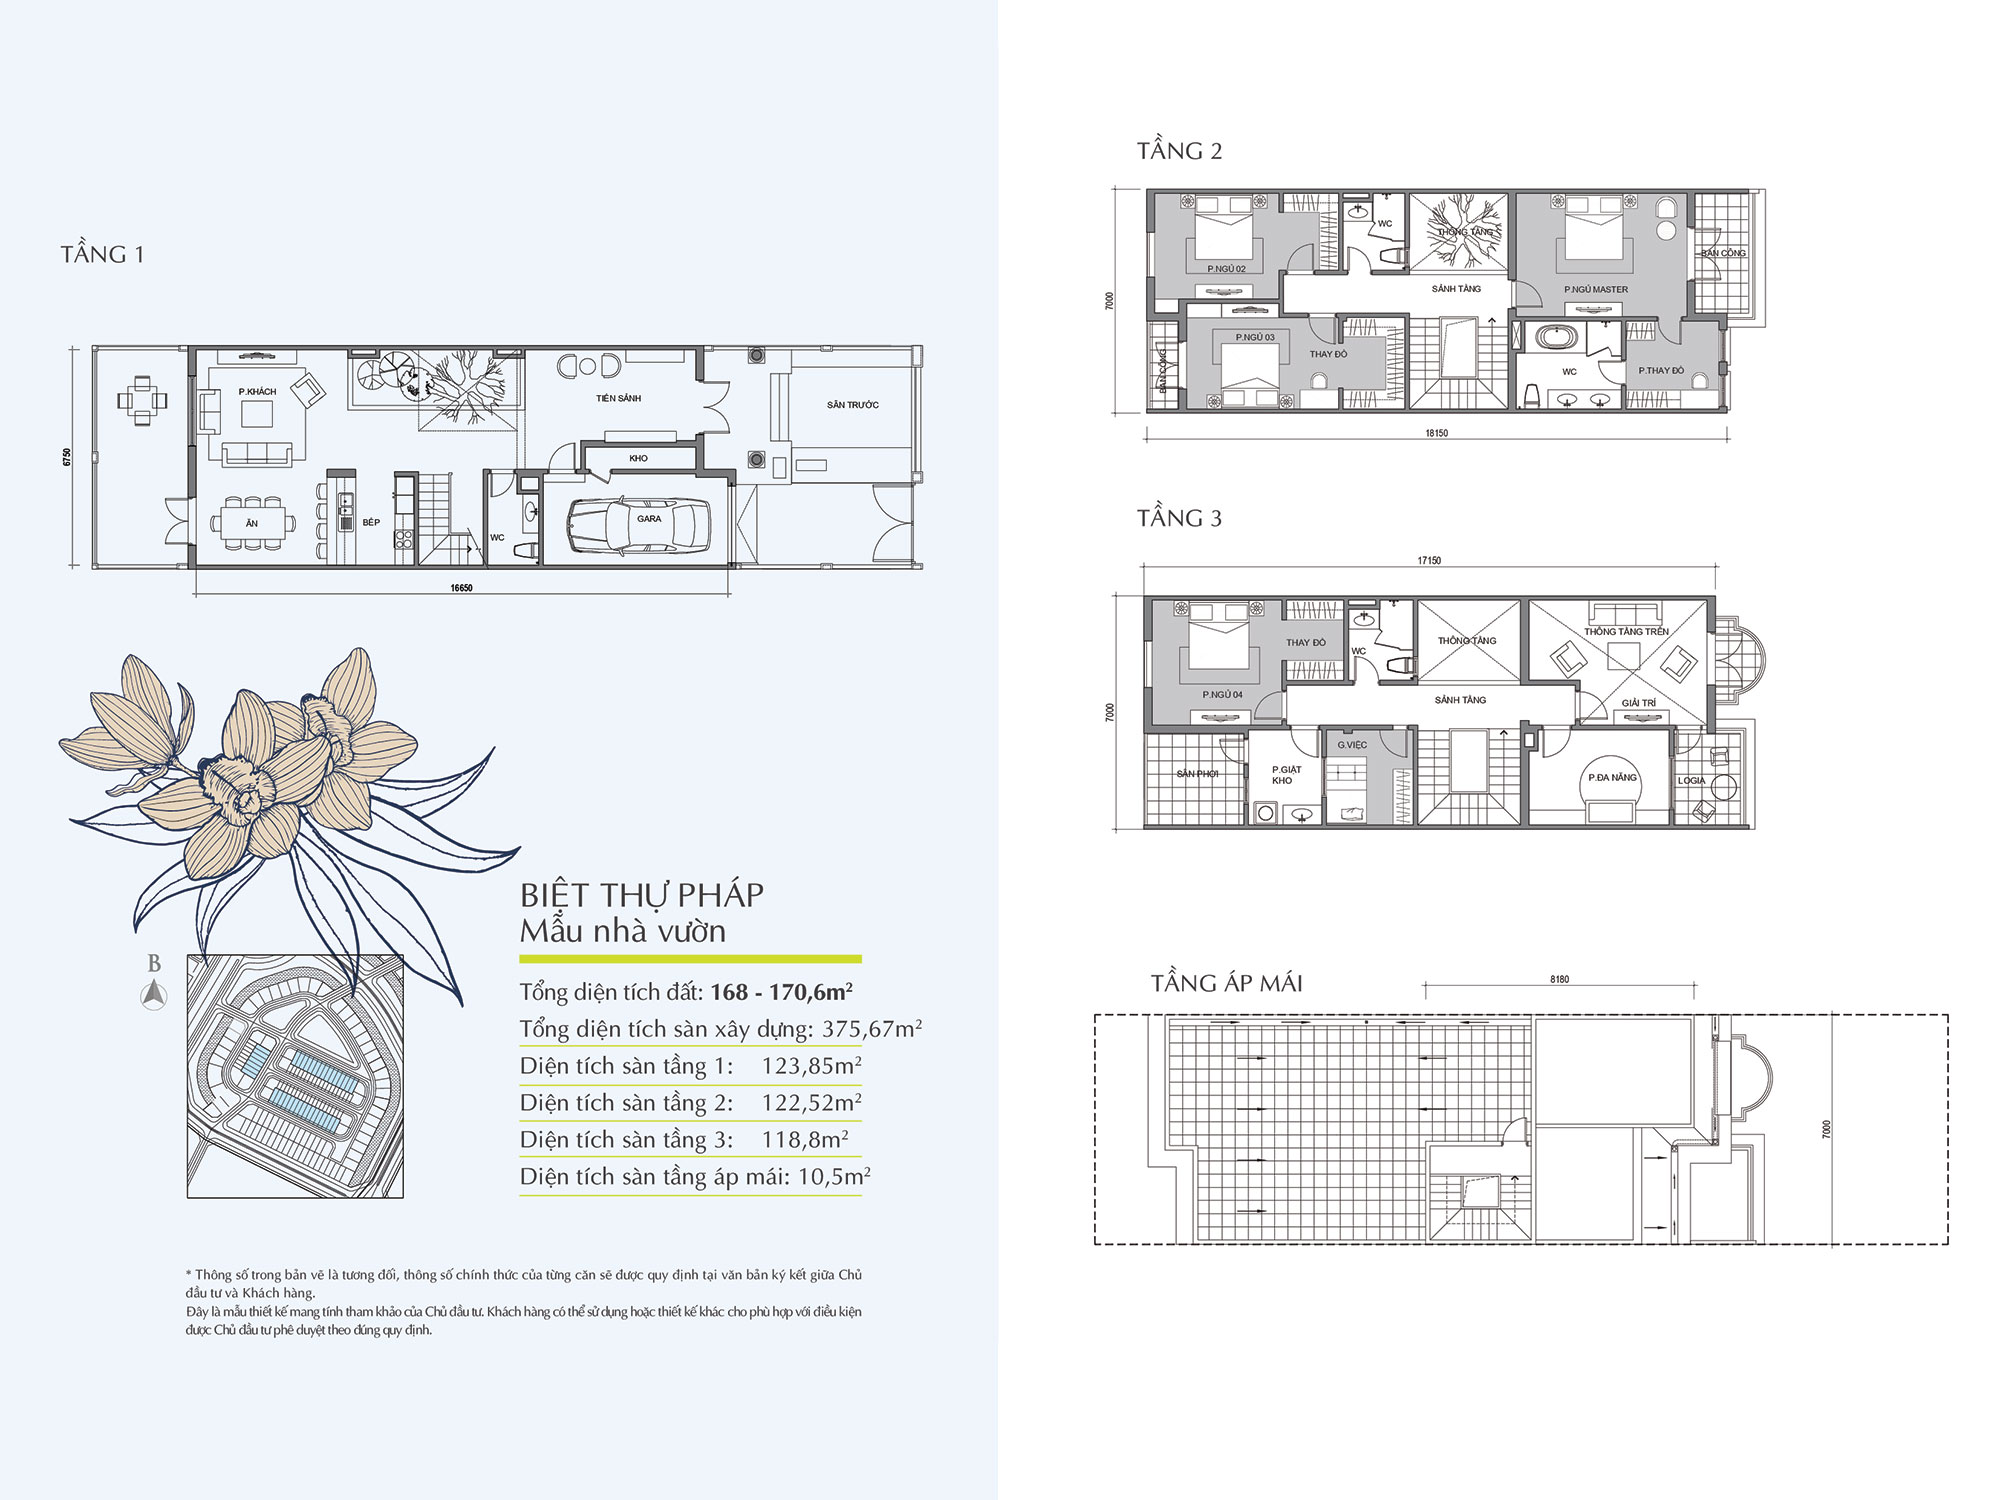 TẦNG 1
6750
P.KHÁCH
TIỀN SẢNH
SÂN TRƯỚC
KHO
ĂN
BẾP
WC
GARA
16650
B
BIỆT THỰ PHÁP
Mẫu nhà vườn
Tổng diện tích đất: 168 - 170,6m²
Tổng diện tích sàn xây dựng: 375,67m²
Diện tích sàn tầng 1: 123,85m²
Diện tích sàn tầng 2: 122,52m²
Diện tích sàn tầng 3: 118,8m²
Diện tích sàn tầng áp mái: 10,5m²
* Thông số trong bản vẽ là tương đối, thông số chính thức của từng căn sẽ được quy định tại văn bản ký kết giữa Chủ
đầu tư và Khách hàng.
Đây là mẫu thiết kế mang tính tham khảo của Chủ đầu tư. Khách hàng có thể sử dụng hoặc thiết kế khác cho phù hợp với điều kiện
được Chủ đầu tư phê duyệt theo đúng quy định.
TẦNG 2
7000
P.NGỦ 02
WC
THÔNG TẦNG
BAN CÔNG
SẢNH TẦNG
P.NGỦ MASTER
P.NGỦ 03
THAY ĐỒ
BAN CÔNG
WC
P.THAY ĐỒ
18150
TẦNG 3
17150
7000
THAY ĐỒ
WC
THÔNG TẦNG
THÔNG TẦNG TRÊN
P.NGỦ 04
SẢNH TẦNG
GIẢI TRÍ
SÂN PHƠI
P.GIẶT
KHO
G.VIỆC
P.ĐA NĂNG
LOGIA
TẦNG ÁP MÁI
8180
7000